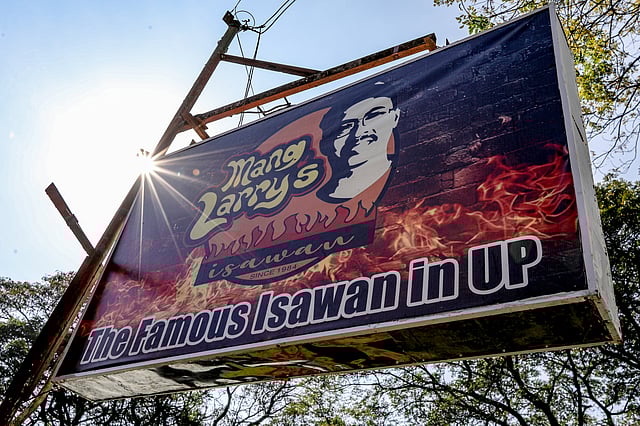 Mang
Larry's
isawan
SINCE 1984
The Famous Isawan in UP